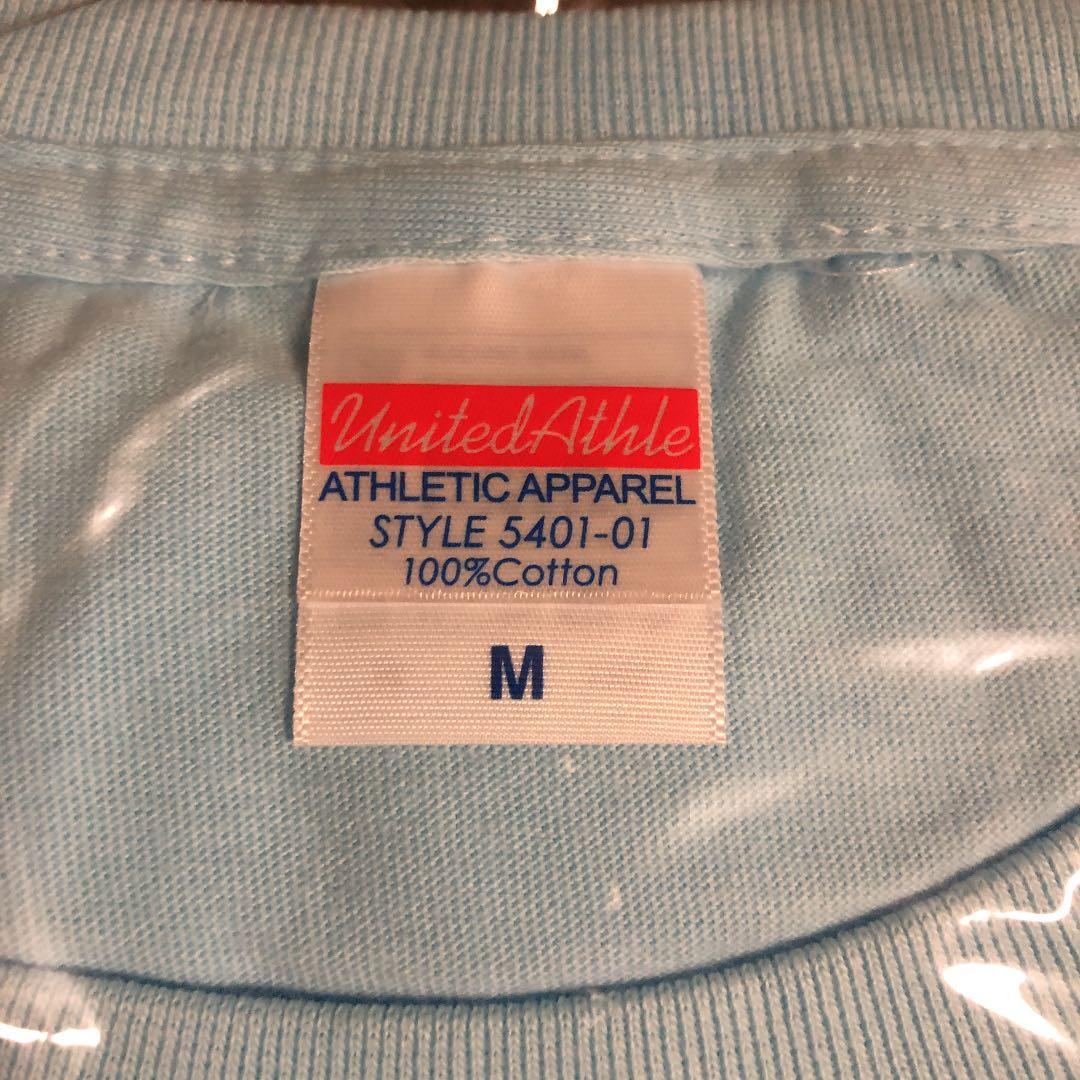 UnitedAthle
ATHLETIC APPAREL
STYLE 5401-01
100%Cotton
M